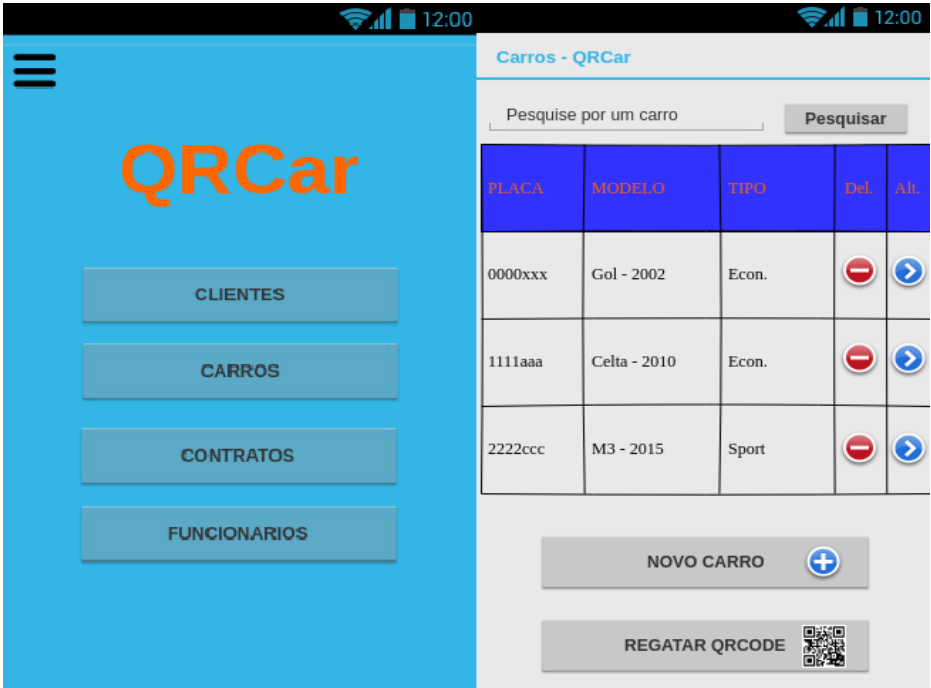 12:00
QRCar
CLIENTES
CARROS
CONTRATOS
FUNCIONARIOS
12:00
Carros - QRCar
Pesquise por um carro Pesquisar
PLACA MODELO TIPO Del. Alt.
0000xxx Gol - 2002 Econ.
1111aaa Celta - 2010 Econ.
2222ccc M3 - 2015 Sport
NOVO CARRO
REGATAR QRCODE